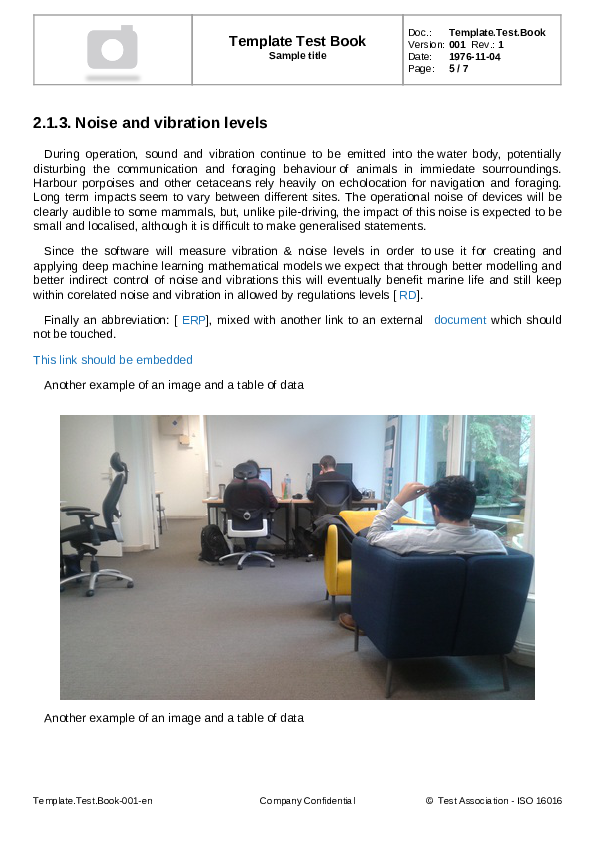 Template Test Book
Sample title
Doc.: Template.Test.Book
Version: 001 Rev.: 1
Date: 1976-11-04
Page: 5 / 7
2.1.3. Noise and vibration levels
During operation, sound and vibration continue to be emitted into the water body, potentially
disturbing the communication and foraging behaviour of animals in immiedate sourroundings.
Harbour porpoises and other cetaceans rely heavily on echolocation for navigation and foraging.
Long term impacts seem to vary between different sites. The operational noise of devices will be
clearly audible to some mammals, but, unlike pile-driving, the impact of this noise is expected to be
small and localised, although it is difficult to make generalised statements.
Since the software will measure vibration & noise levels in order to use it for creating and
applying deep machine learning mathematical models we expect that through better modelling and
better indirect control of noise and vibrations this will eventually benefit marine life and still keep
within corelated noise and vibration in allowed by regulations levels [ RD].
Finally an abbreviation: [ ERP], mixed with another link to an external document which should
not be touched.
This link should be embedded
Another example of an image and a table of data
Another example of an image and a table of data
Template.Test.Book-001-en
Company Confidential
© Test Association - ISO 16016